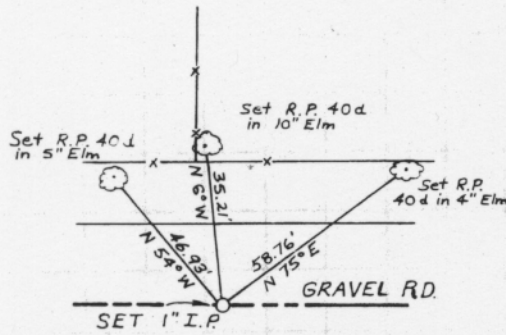 Set R.P. 40d
in 10" Elm
Set R.P. 40d
in 5" Elm
Set R.P.
40d in 4" Elm
35.21'
N 6° W
46.93'
N 54° W
58.76'
N 75° E
GRAVEL RD.
SET 1" I.P.
x
x
x
x